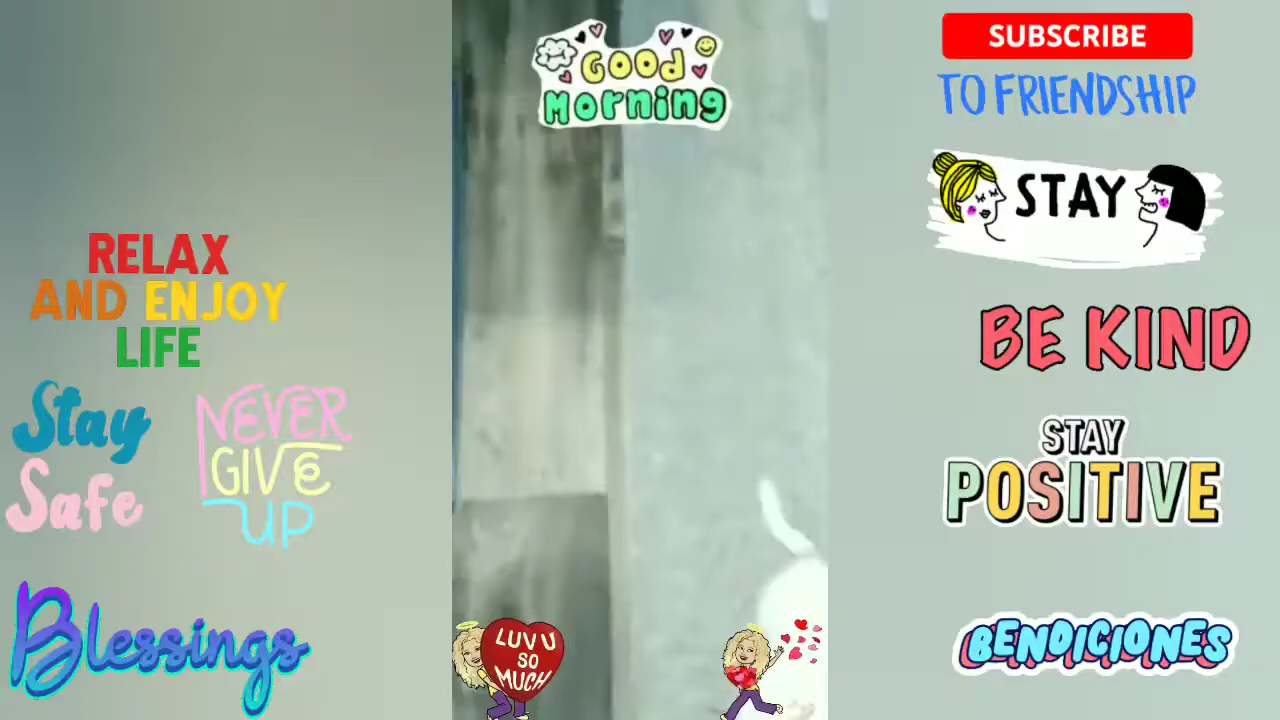 RELAX
AND ENJOY
LIFE
Stay
Safe
NEVER
GIVE
UP
Blessings
GOOD
MORNING
LUV U
SO
MUCH
SUBSCRIBE
TO FRIENDSHIP
STAY
BE KIND
STAY
POSITIVE
BENDICIONES